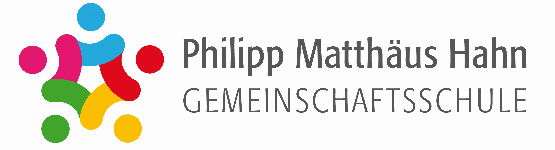 Philipp Matthäus Hahn
GEMEINSCHAFTSSCHULE